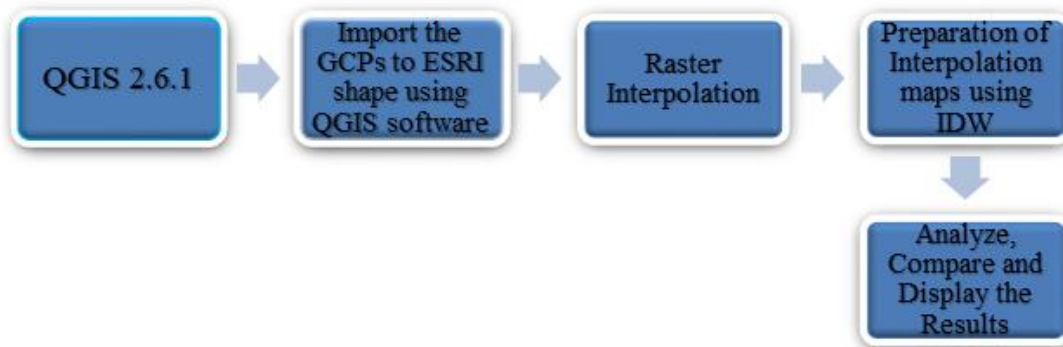 QGIS 2.6.1
Import the
GCPs to ESRI
shape using
QGIS software
Raster
Interpolation
Preparation of
Interpolation
maps using
IDW
Analyze,
Compare and
Display the
Results